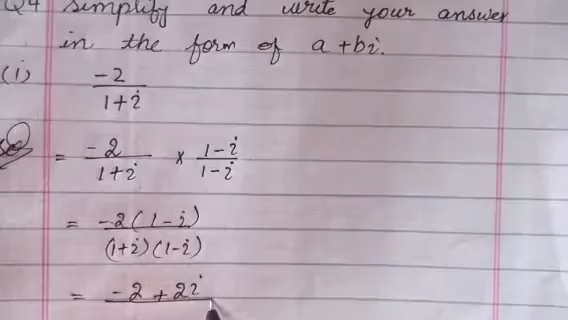 Q4 Simplify and write your answer
in the form of a + bi.
(i) -2 / 1+i
Sol = -2 / 1+i × 1-i / 1-i
= -2(1-i) / (1+i)(1-i)
= -2 + 2i